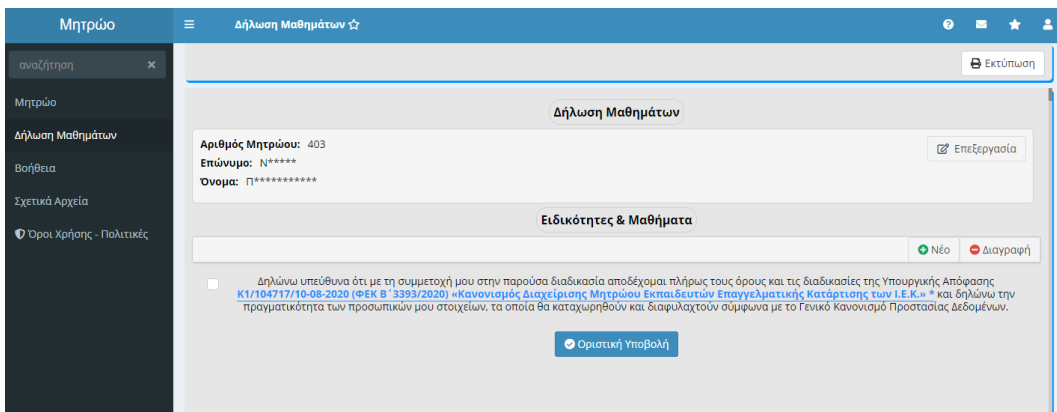 Μητρώο
Δήλωση Μαθημάτων
αναζήτηση
Εκτύπωση
Μητρώο
Δήλωση Μαθημάτων
Βοήθεια
Σχετικά Αρχεία
Όροι Χρήσης - Πολιτικές
Δήλωση Μαθημάτων
Αριθμός Μητρώου: 403
Επεξεργασία
Επώνυμο: Ν*****
Όνομα: Π***********
Ειδικότητες & Μαθήματα
Νέο
Διαγραφή
Δηλώνω υπεύθυνα ότι με τη συμμετοχή μου στην παρούσα διαδικασία αποδέχομαι πλήρως τους όρους και τις διαδικασίες της Υπουργικής Απόφασης
Κ1/104717/10-08-2020 (ΦΕΚ Β΄3393/2020) «Κανονισμός Διαχείρισης Μητρώου Εκπαιδευτών Επαγγελματικής Κατάρτισης των Ι.Ε.Κ.» * και δηλώνω την
πραγματικότητα των προσωπικών μου στοιχείων, τα οποία θα καταχωρηθούν και διαφυλαχτούν σύμφωνα με το Γενικό Κανονισμό Προστασίας Δεδομένων.
Οριστική Υποβολή